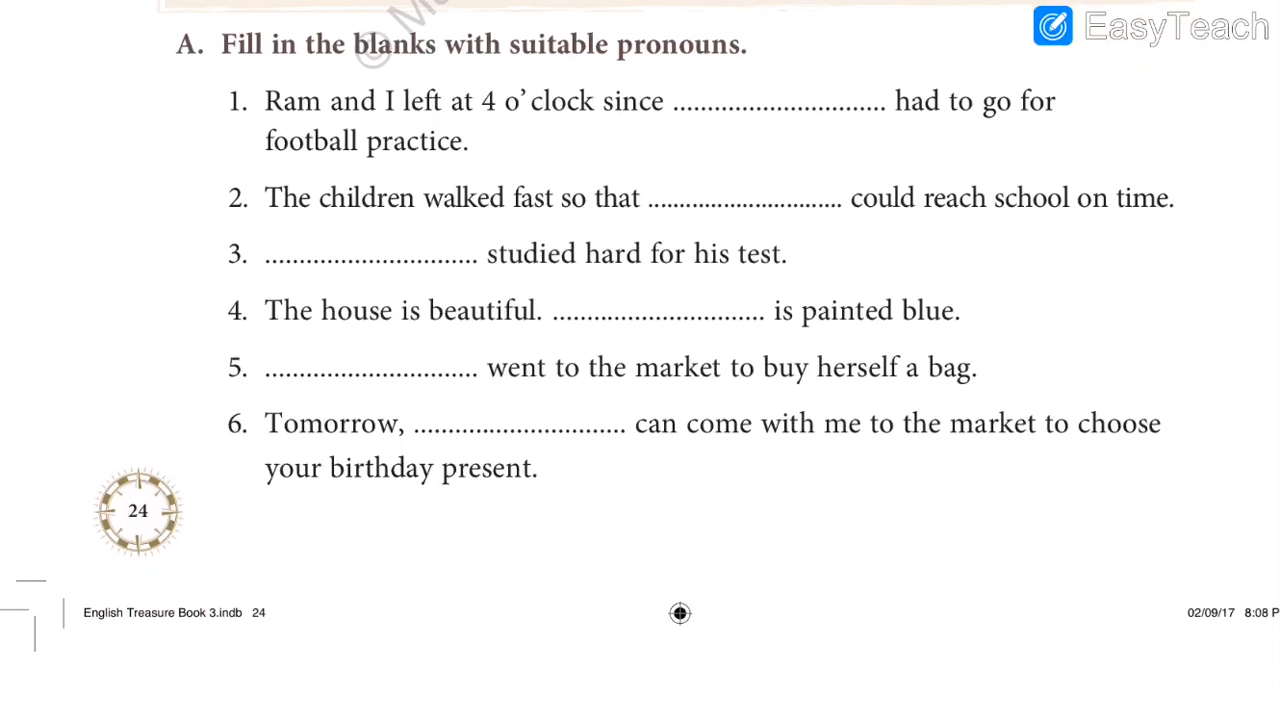 EasyTeach
A. Fill in the blanks with suitable pronouns.
1. Ram and I left at 4 o’clock since ............................... had to go for
football practice.
2. The children walked fast so that ............................. could reach school on time.
3. ............................... studied hard for his test.
4. The house is beautiful. ............................... is painted blue.
5. ............................... went to the market to buy herself a bag.
6. Tomorrow, ............................... can come with me to the market to choose
your birthday present.
24
English Treasure Book 3.indb 24
02/09/17 8:08 P